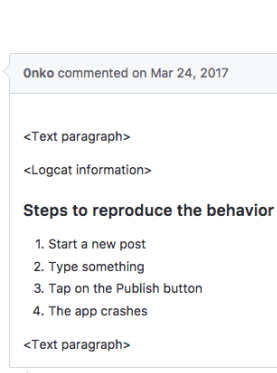 0nko commented on Mar 24, 2017
<Text paragraph>
<Logcat information>
Steps to reproduce the behavior
1. Start a new post
2. Type something
3. Tap on the Publish button
4. The app crashes
<Text paragraph>